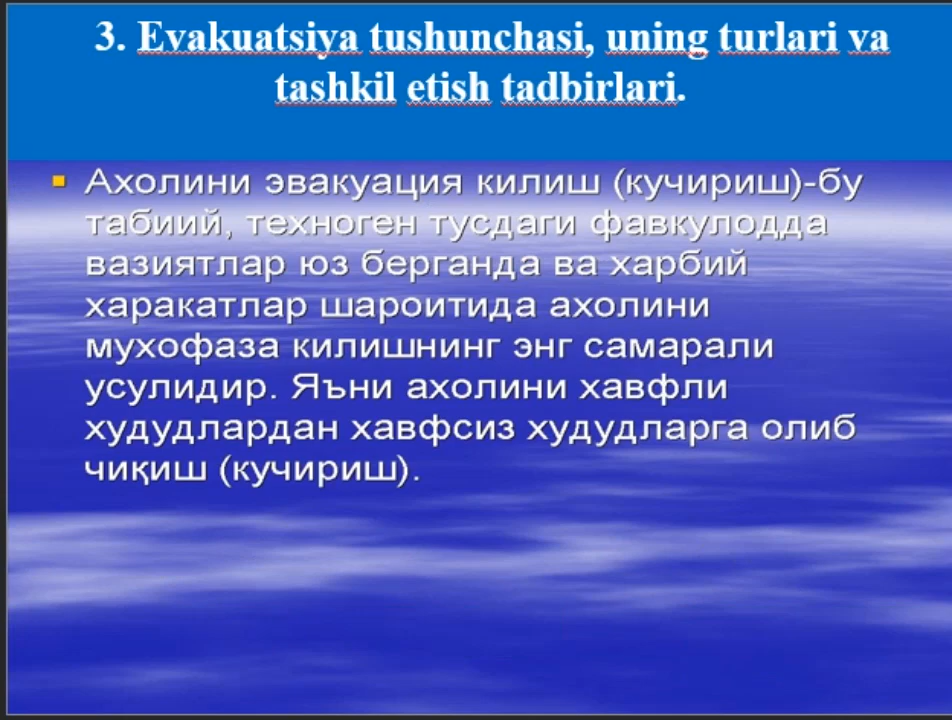 3. Evakuatsiya tushunchasi, uning turlari va
tashkil etish tadbirlari.
Ахолини эвакуация килиш (кучириш)-бу
табиий, техноген тусдаги фавкулодда
вазиятлар юз берганда ва харбий
харакатлар шароитида ахолини
мухофаза килишнинг энг самарали
усулидир. Яъни ахолини хавфли
худудлардан хавфсиз худудларга олиб
чиқиш (кучириш).